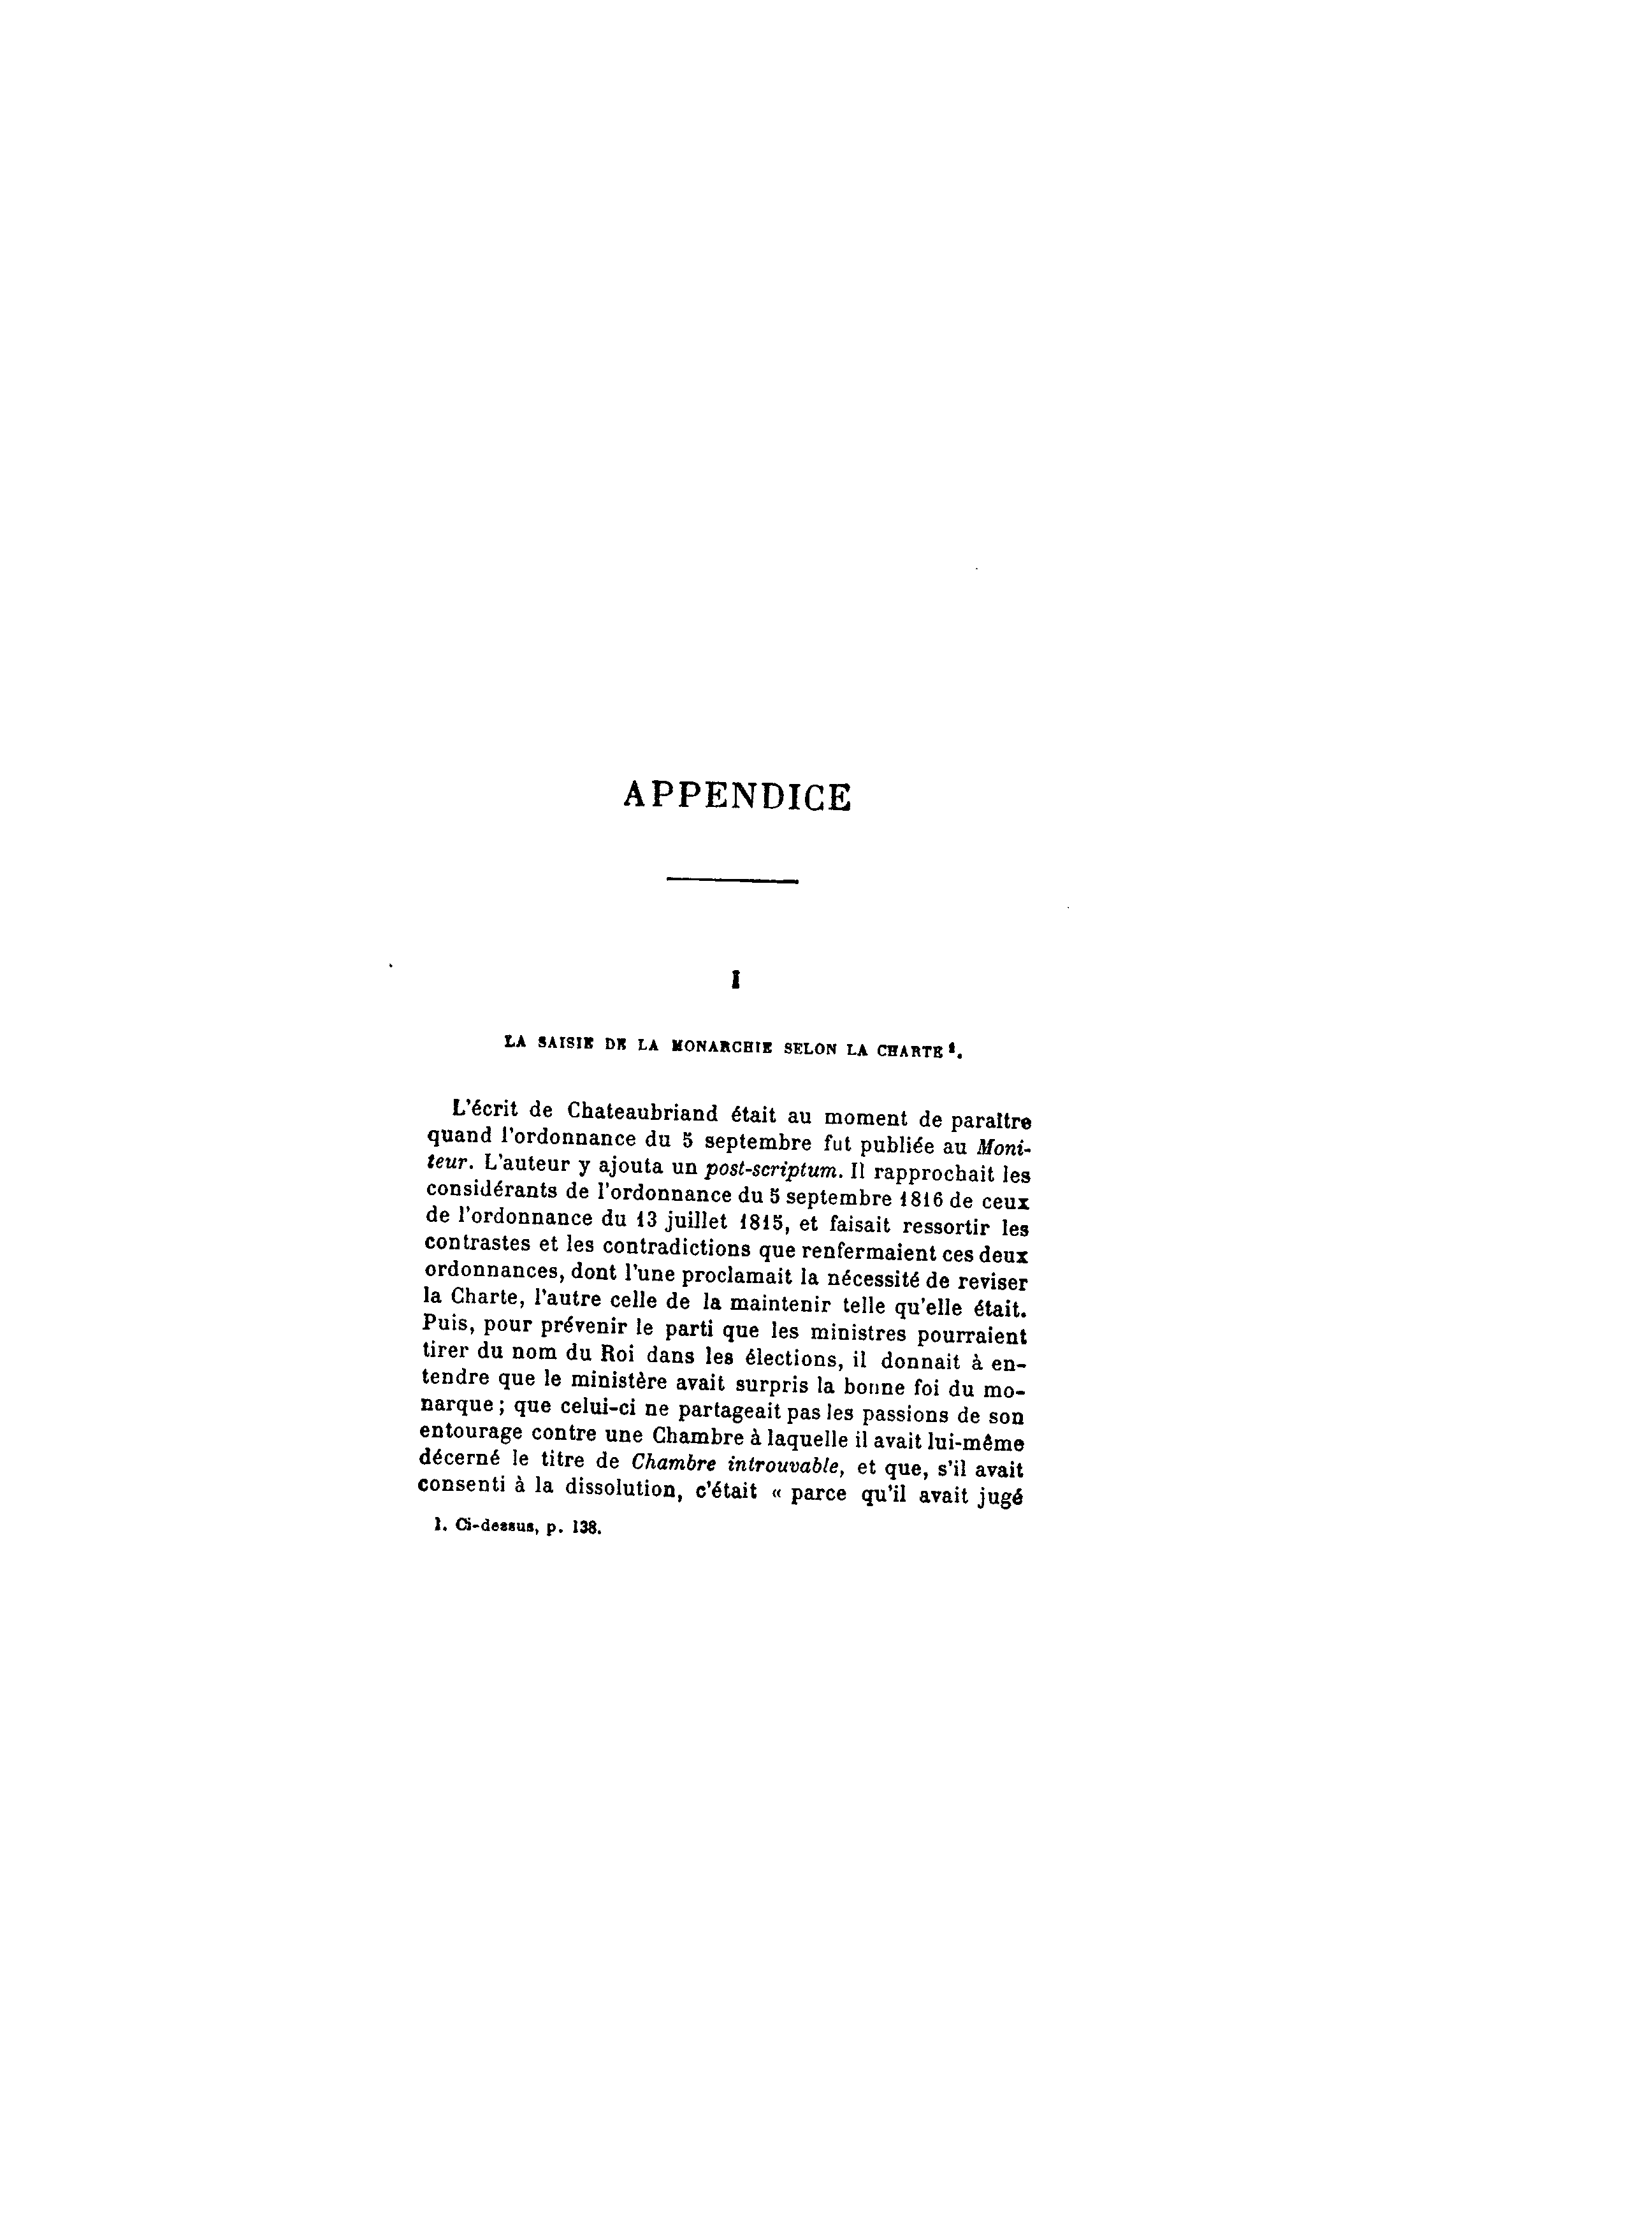 APPENDICE
I
LA SAISIE DE LA MONARCHIE SELON LA CHARTE ¹.
L'écrit de Chateaubriand était au moment de paraître
quand l'ordonnance du 5 septembre fut publiée au Moni-
teur. L'auteur y ajouta un post-scriptum. Il rapprochait les
considérants de l'ordonnance du 5 septembre 1816 de ceux
de l'ordonnance du 13 juillet 1815, et faisait ressortir les
contrastes et les contradictions que renfermaient ces deux
ordonnances, dont l'une proclamait la nécessité de reviser
la Charte, l'autre celle de la maintenir telle qu'elle était.
Puis, pour prévenir le parti que les ministres pourraient
tirer du nom du Roi dans les élections, il donnait à en-
tendre que le ministère avait surpris la bonne foi du mo-
narque ; que celui-ci ne partageait pas les passions de son
entourage contre une Chambre à laquelle il avait lui-même
décerné le titre de Chambre introuvable, et que, s'il avait
consenti à la dissolution, c'était « parce qu'il avait jugé
1. Ci-dessus, p. 138.